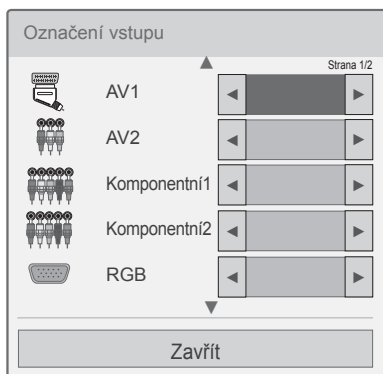 Označení vstupu
Strana 1/2
AV1
AV2
Komponentní1
Komponentní2
RGB
Zavřít